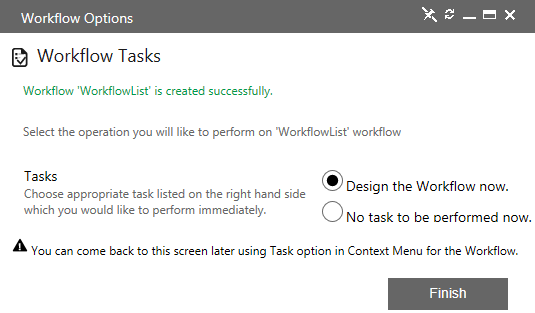 Workflow Options
Workflow Tasks
Workflow 'WorkflowList' is created successfully.
Select the operation you will like to perform on 'WorkflowList' workflow
Tasks
Choose appropriate task listed on the right hand side
which you would like to perform immediately.
Design the Workflow now.
No task to be performed now.
You can come back to this screen later using Task option in Context Menu for the Workflow.
Finish